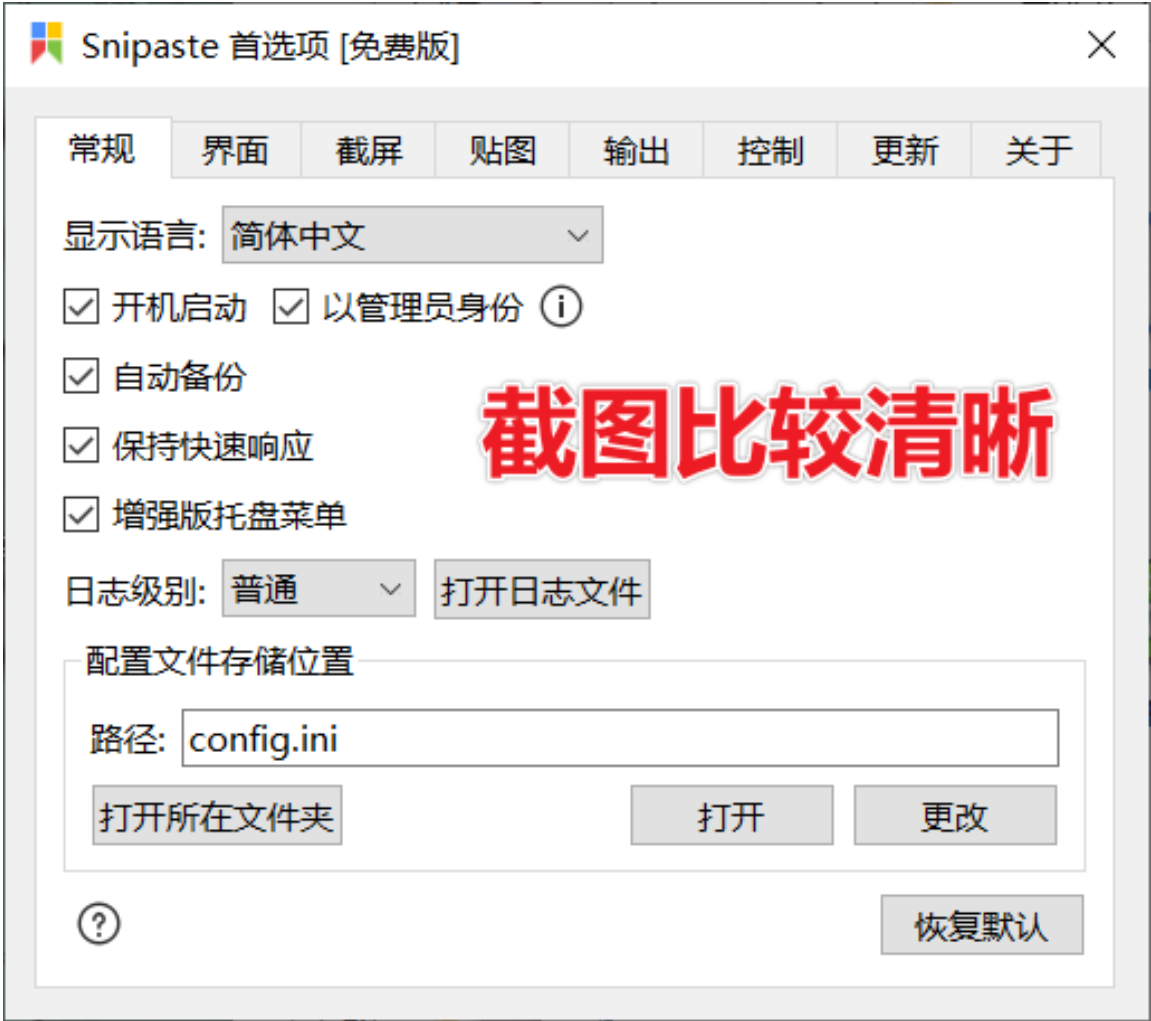 Snipaste 首选项 [免费版]
常规 界面 截屏 贴图 输出 控制 更新 关于
显示语言: 简体中文
开机启动 以管理员身份
自动备份
截图比较清晰
保持快速响应
增强版托盘菜单
日志级别: 普通 打开日志文件
配置文件存储位置
路径: config.ini
打开所在文件夹 打开 更改
恢复默认